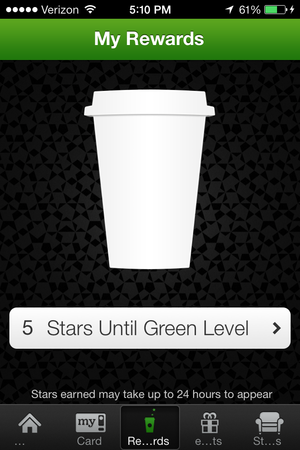 Verizon 5:10 PM 61%
My Rewards
5 Stars Until Green Level
Stars earned may take up to 24 hours to appear
my
... Card Re...rds e...ts St...s